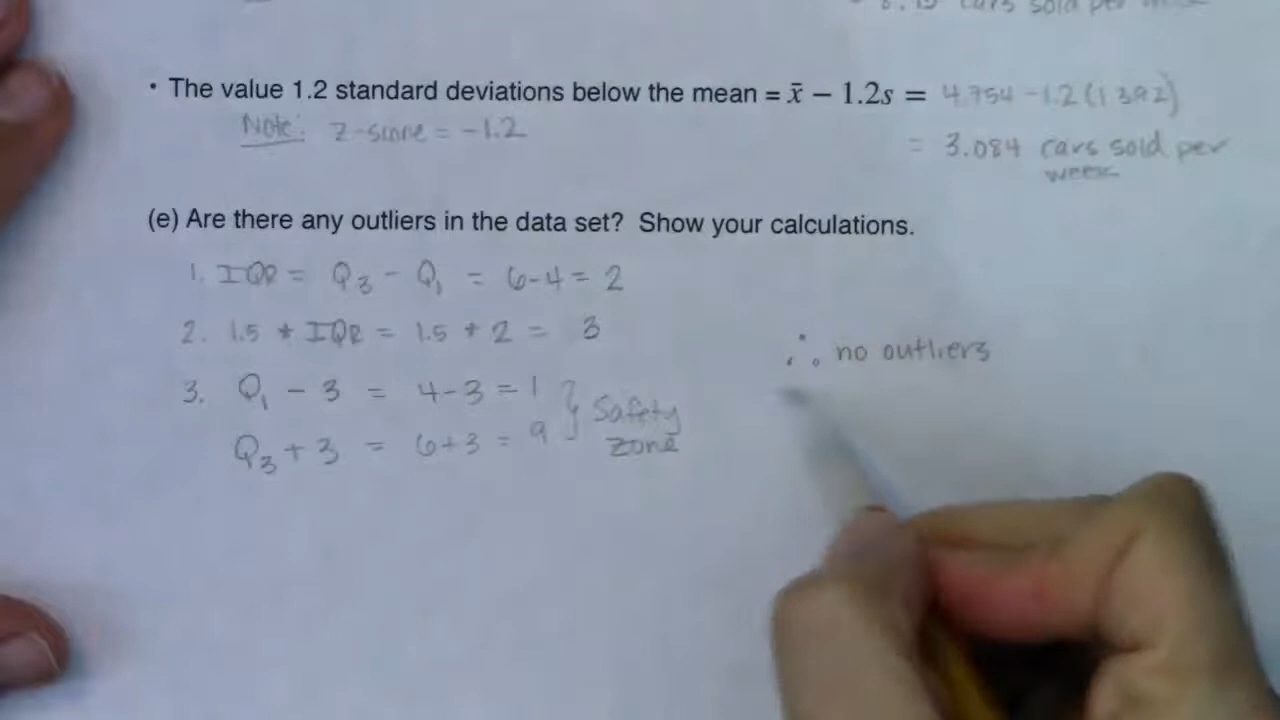 cars sold per
• The value 1.2 standard deviations below the mean = x̄ − 1.2s = 4.754 - 1.2(1.392)
Note: z-score = -1.2
= 3.084 cars sold per
week
(e) Are there any outliers in the data set? Show your calculations.
1. IQR = Q₃ - Q₁ = 6-4 = 2
2. 1.5 * IQR = 1.5 * 2 = 3
∴ no outliers
3. Q₁ - 3 = 4-3 = 1 } Safety
Q₃ + 3 = 6+3 = 9 zone